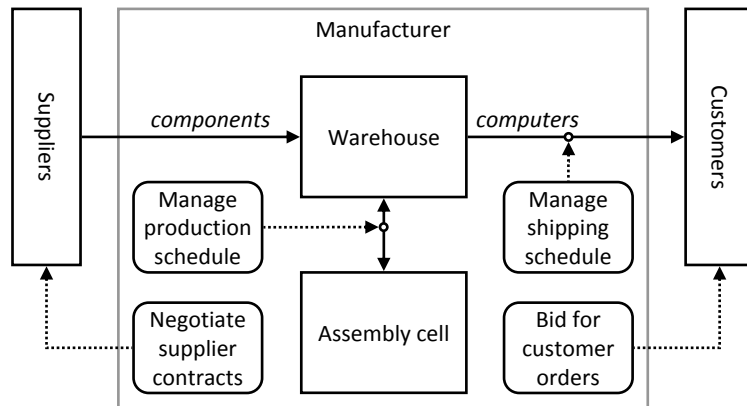 Manufacturer
Suppliers
components
Warehouse
computers
Customers
Manage
production
schedule
Manage
shipping
schedule
Negotiate
supplier
contracts
Assembly cell
Bid for
customer
orders